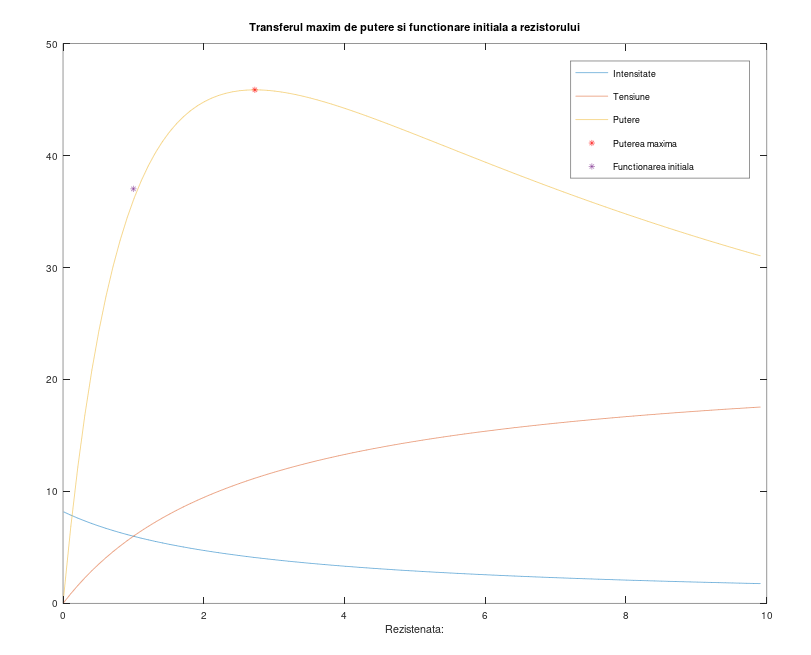 Transferul maxim de putere si functionare initiala a rezistorului
50
40
30
20
10
0
Intensitate
Tensiune
Putere
Puterea maxima
Functionarea initiala
0 2 4 6 8 10
Rezistenata: